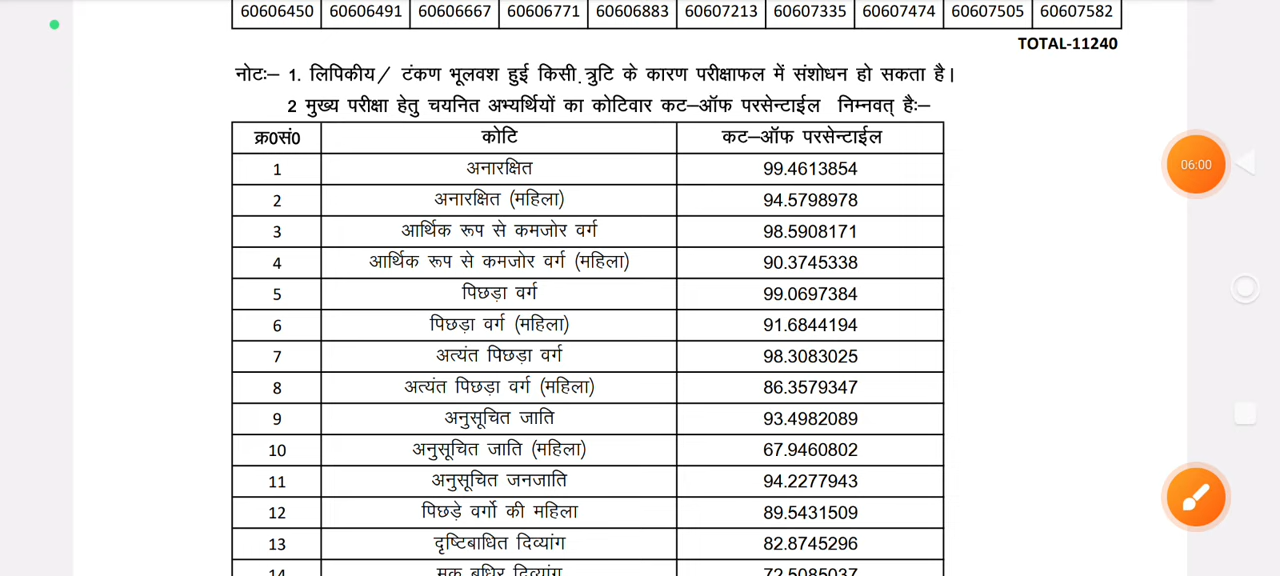 60606450 60606491 60606667 60606771 60606883 60607213 60607335 60607474 60607505 60607582
TOTAL-11240
नोटः– 1. लिपिकीय/ टंकण भूलवश हुई किसी त्रुटि के कारण परीक्षाफल में संशोधन हो सकता है।
2 मुख्य परीक्षा हेतु चयनित अभ्यर्थियों का कोटिवार कट–ऑफ परसेन्टाईल निम्नवत् हैः–
क्र0सं0 कोटि कट–ऑफ परसेन्टाईल
1 अनारक्षित 99.4613854
06:00
2 अनारक्षित (महिला) 94.5798978
3 आर्थिक रूप से कमजोर वर्ग 98.5908171
4 आर्थिक रूप से कमजोर वर्ग (महिला) 90.3745338
5 पिछड़ा वर्ग 99.0697384
6 पिछड़ा वर्ग (महिला) 91.6844194
7 अत्यंत पिछड़ा वर्ग 98.3083025
8 अत्यंत पिछड़ा वर्ग (महिला) 86.3579347
9 अनुसूचित जाति 93.4982089
10 अनुसूचित जाति (महिला) 67.9460802
11 अनुसूचित जनजाति 94.2277943
12 पिछड़े वर्गो की महिला 89.5431509
13 दृष्टिबाधित दिव्यांग 82.8745296
14 मूक बधिर दिव्यांग 72.5085037